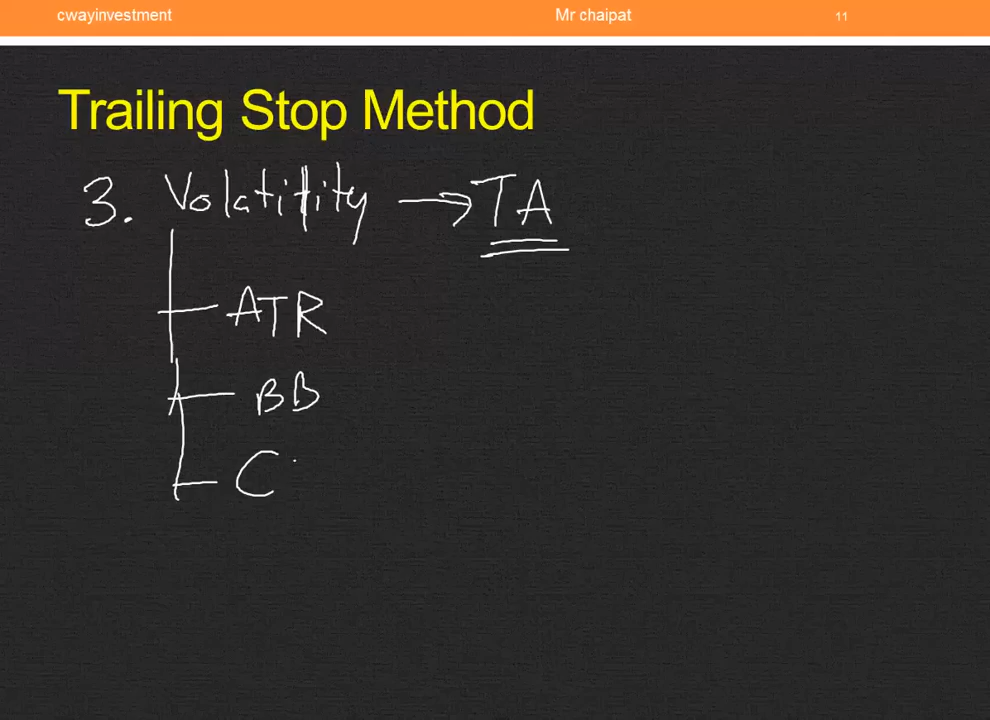 cwayinvestment Mr chaipat 11
Trailing Stop Method
3. Volatility → TA
ATR
BB
C